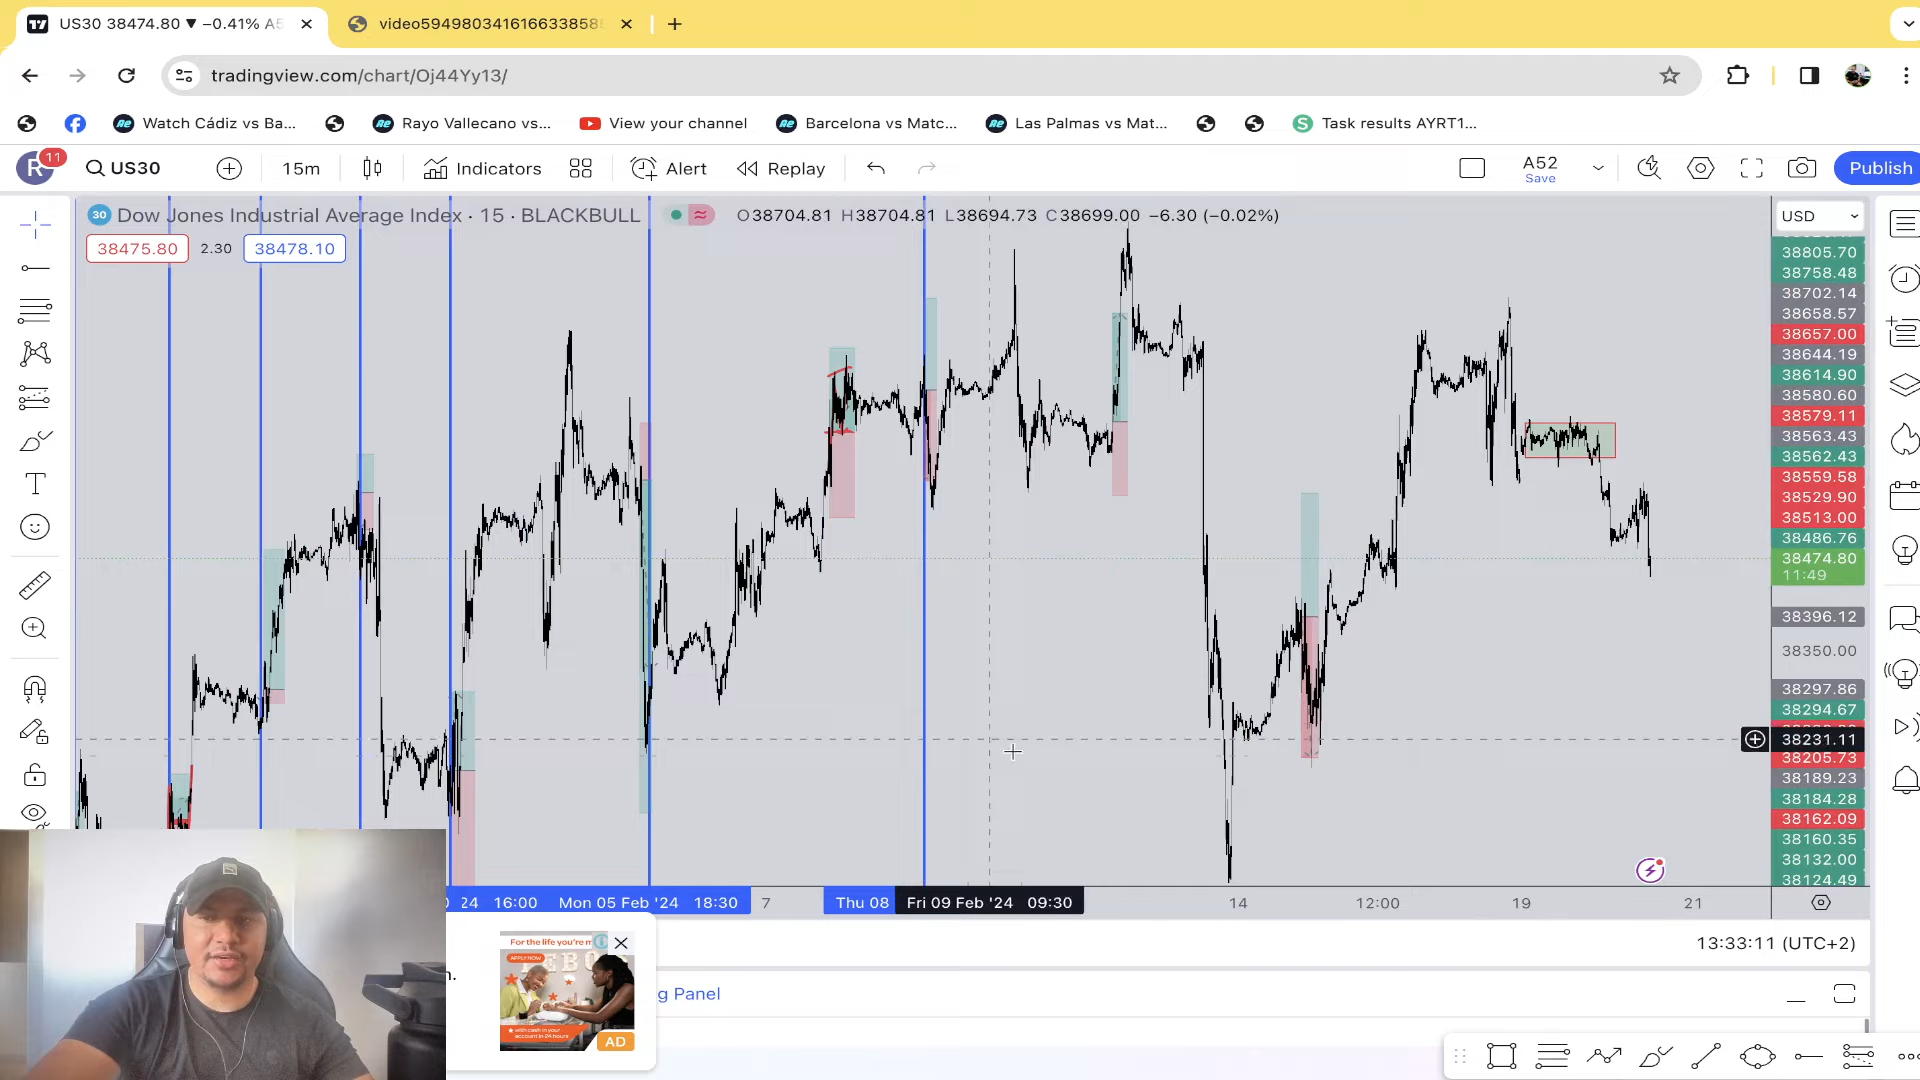 US30 38474.80 ▼ −0.41% A5
video5949803416166338585
tradingview.com/chart/Oj44Yy13/
Watch Cádiz vs Ba...
Rayo Vallecano vs...
View your channel
Barcelona vs Matc...
Las Palmas vs Mat...
Task results AYRT1...
R 11
US30
15m
Indicators
Alert
Replay
A52
Save
Publish
30 Dow Jones Industrial Average Index · 15 · BLACKBULL
O38704.81 H38704.81 L38694.73 C38699.00 −6.30 (−0.02%)
USD
38475.80 2.30 38478.10
38805.70
38758.48
38702.14
38658.57
38657.00
38644.19
38614.90
38580.60
38579.11
38563.43
38562.43
38559.58
38529.90
38513.00
38486.76
38474.80
11:49
38396.12
38350.00
38297.86
38294.67
38231.11
38205.73
38189.23
38184.28
38162.09
38160.35
38132.00
38124.49
'24 16:00 Mon 05 Feb '24 18:30 7 Thu 08 Fri 09 Feb '24 09:30 14 12:00 19 21
13:33:11 (UTC+2)
g Panel
APPLY NOW
AD